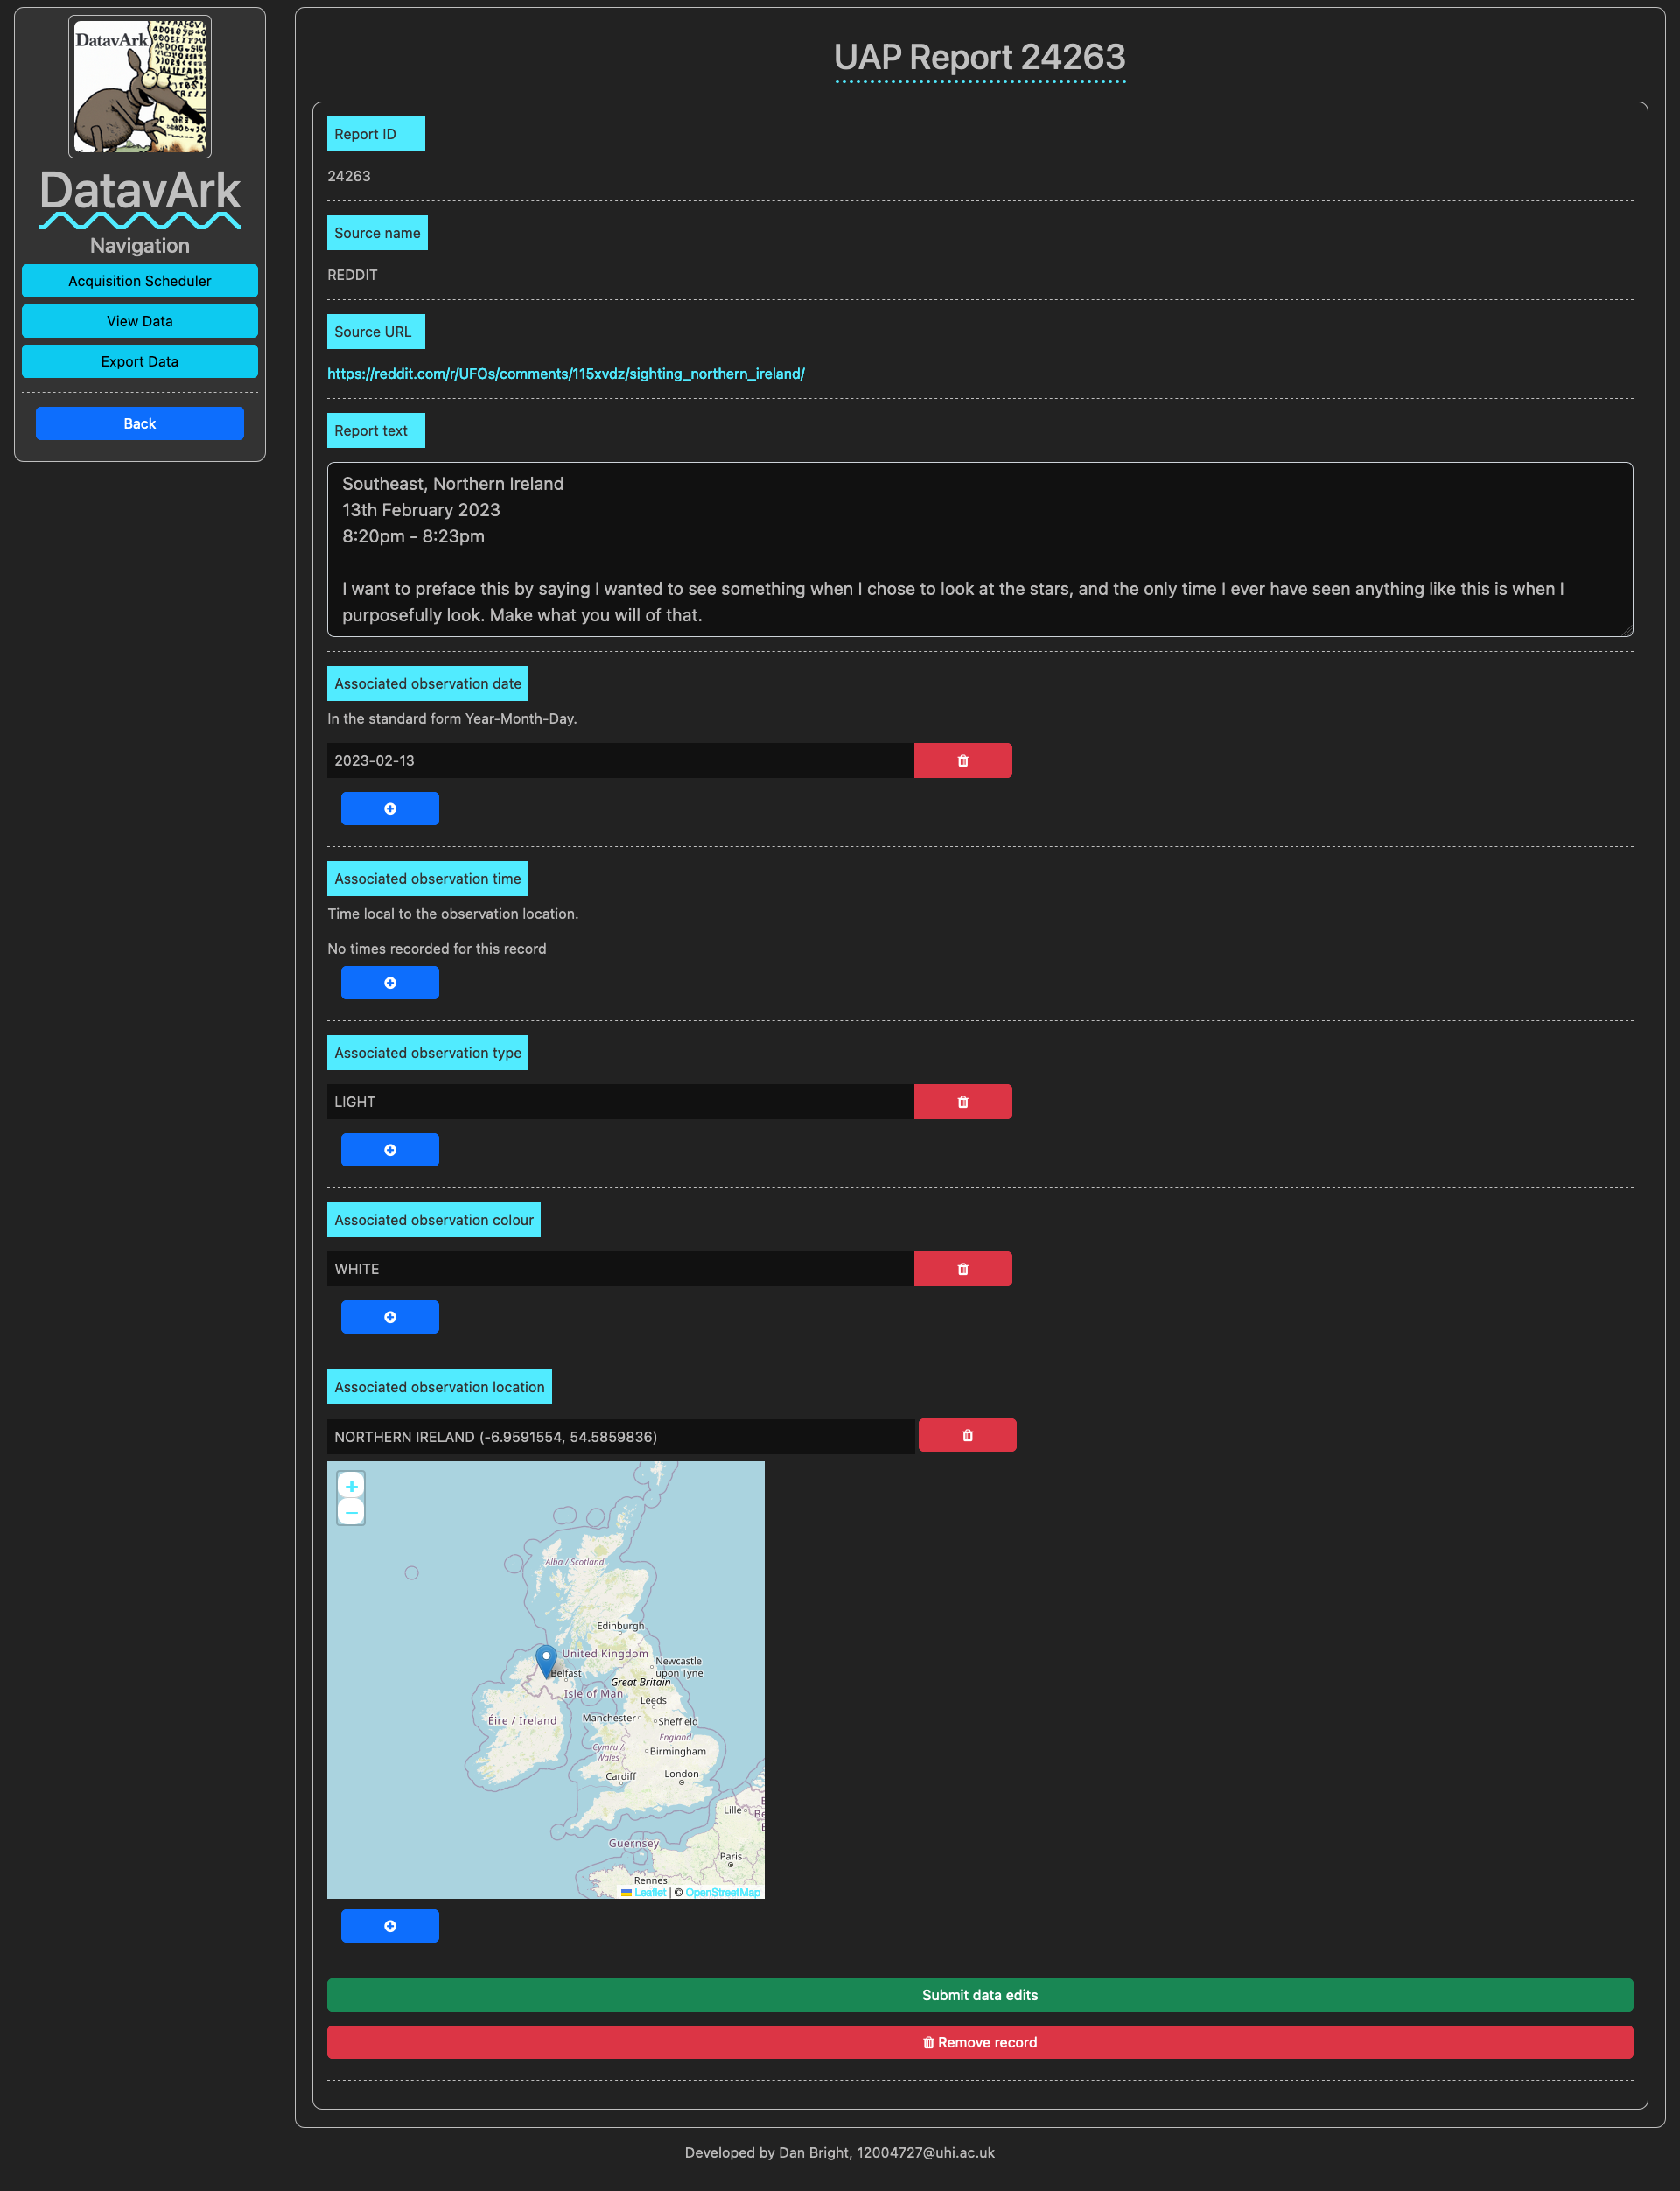 DatavArk
DatavArk
Navigation
Acquisition Scheduler
View Data
Export Data
Back
UAP Report 24263
Report ID
24263
Source name
REDDIT
Source URL
https://reddit.com/r/UFOs/comments/115xvdz/sighting_northern_ireland/
Report text
Southeast, Northern Ireland
13th February 2023
8:20pm - 8:23pm
I want to preface this by saying I wanted to see something when I chose to look at the stars, and the only time I ever have seen anything like this is when I
purposefully look. Make what you will of that.
Associated observation date
In the standard form Year-Month-Day.
2023-02-13
Associated observation time
Time local to the observation location.
No times recorded for this record
Associated observation type
LIGHT
Associated observation colour
WHITE
Associated observation location
NORTHERN IRELAND (-6.9591554, 54.5859836)
+
−
Alba / Scotland
Edinburgh
United Kingdom
Newcastle
upon Tyne
Belfast
Great Britain
Isle of Man
Leeds
Éire / Ireland
Manchester
Sheffield
England
Cymru /
Wales
Birmingham
Cardiff
London
Lille
Guernsey
Paris
Rennes
Leaflet | © OpenStreetMap
Submit data edits
Remove record
Developed by Dan Bright, 12004727@uhi.ac.uk